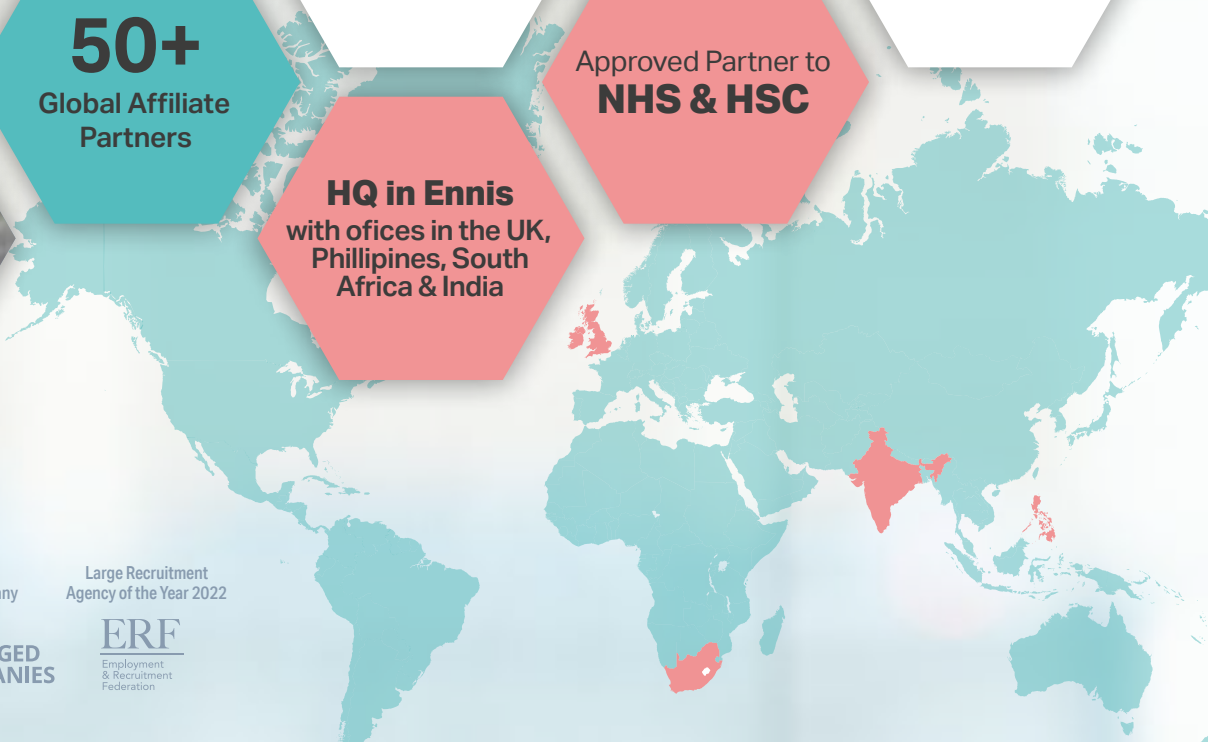 50+
Global Affiliate
Partners
Approved Partner to
NHS & HSC
HQ in Ennis
with ofices in the UK,
Phillipines, South
Africa & India
Large Recruitment
Agency of the Year 2022
ERF
Employment
& Recruitment
Federation
ny
GED
ANIES